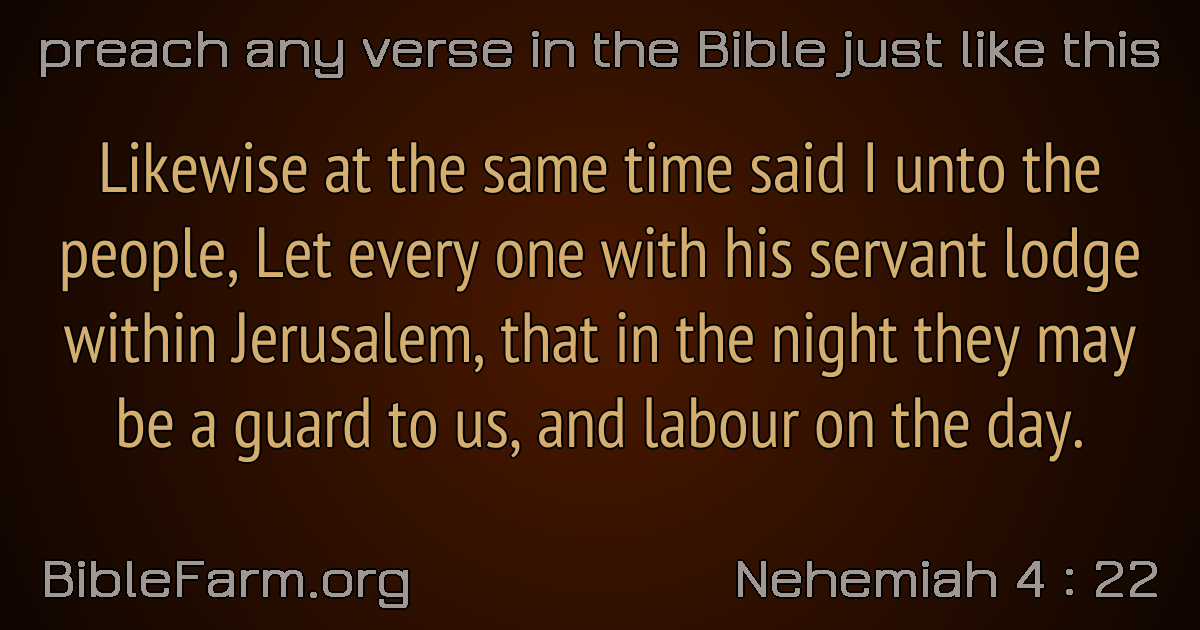 preach any verse in the Bible just like this
Likewise at the same time said I unto the
people, Let every one with his servant lodge
within Jerusalem, that in the night they may
be a guard to us, and labour on the day.
BibleFarm.org
Nehemiah 4 : 22